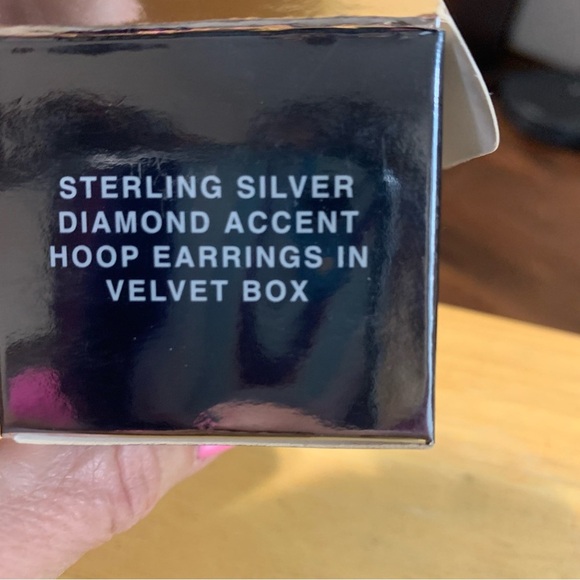 STERLING SILVER
DIAMOND ACCENT
HOOP EARRINGS IN
VELVET BOX